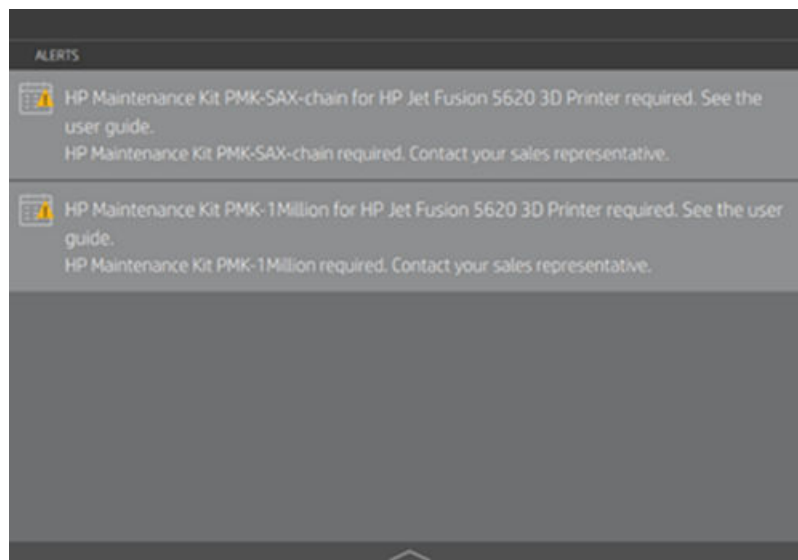 ALERTS
HP Maintenance Kit PMK-SAX-chain for HP Jet Fusion 5620 3D Printer required. See the
user guide.
HP Maintenance Kit PMK-SAX-chain required. Contact your sales representative.
HP Maintenance Kit PMK-1Million for HP Jet Fusion 5620 3D Printer required. See the user
guide.
HP Maintenance Kit PMK-1Million required. Contact your sales representative.